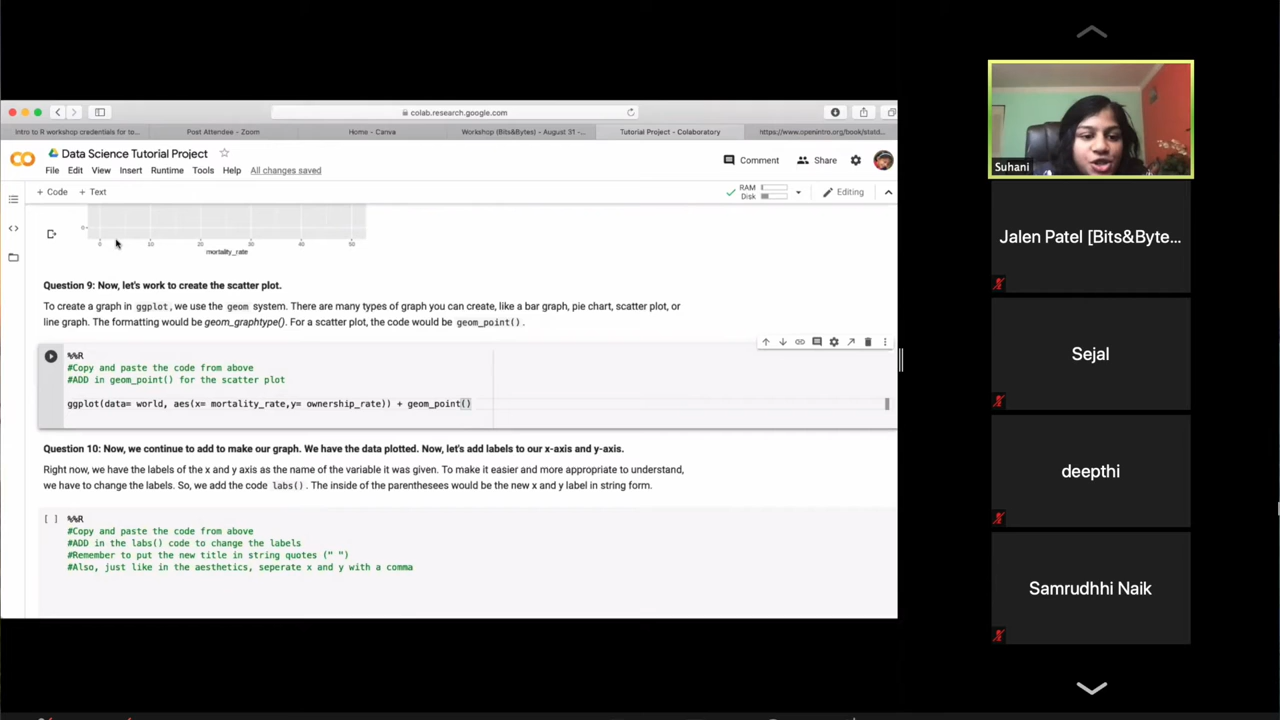 colab.research.google.com
Intro to R workshop credentials for to...
Post Attendee - Zoom
Home - Canva
Workshop (Bits&Bytes) - August 31 -...
Tutorial Project - Colaboratory
https://www.openintro.org/book/statd...
Data Science Tutorial Project
Comment
Share
File Edit View Insert Runtime Tools Help All changes saved
+ Code + Text
RAM
Disk
Editing
0
0 10 20 30 40 50
mortality_rate
Question 9: Now, let's work to create the scatter plot.
To create a graph in ggplot, we use the geom system. There are many types of graph you can create, like a bar graph, pie chart, scatter plot, or
line graph. The formatting would be geom_graphtype(). For a scatter plot, the code would be geom_point().
%%R
#Copy and paste the code from above
#ADD in geom_point() for the scatter plot
ggplot(data= world, aes(x= mortality_rate,y= ownership_rate)) + geom_point()
Question 10: Now, we continue to add to make our graph. We have the data plotted. Now, let's add labels to our x-axis and y-axis.
Right now, we have the labels of the x and y axis as the name of the variable it was given. To make it easier and more appropriate to understand,
we have to change the labels. So, we add the code labs(). The inside of the parenthesees would be the new x and y label in string form.
[ ] %%R
#Copy and paste the code from above
#ADD in the labs() code to change the labels
#Remember to put the new title in string quotes (" ")
#Also, just like in the aesthetics, seperate x and y with a comma
Suhani
Jalen Patel [Bits&Byte...
Sejal
deepthi
Samrudhhi Naik